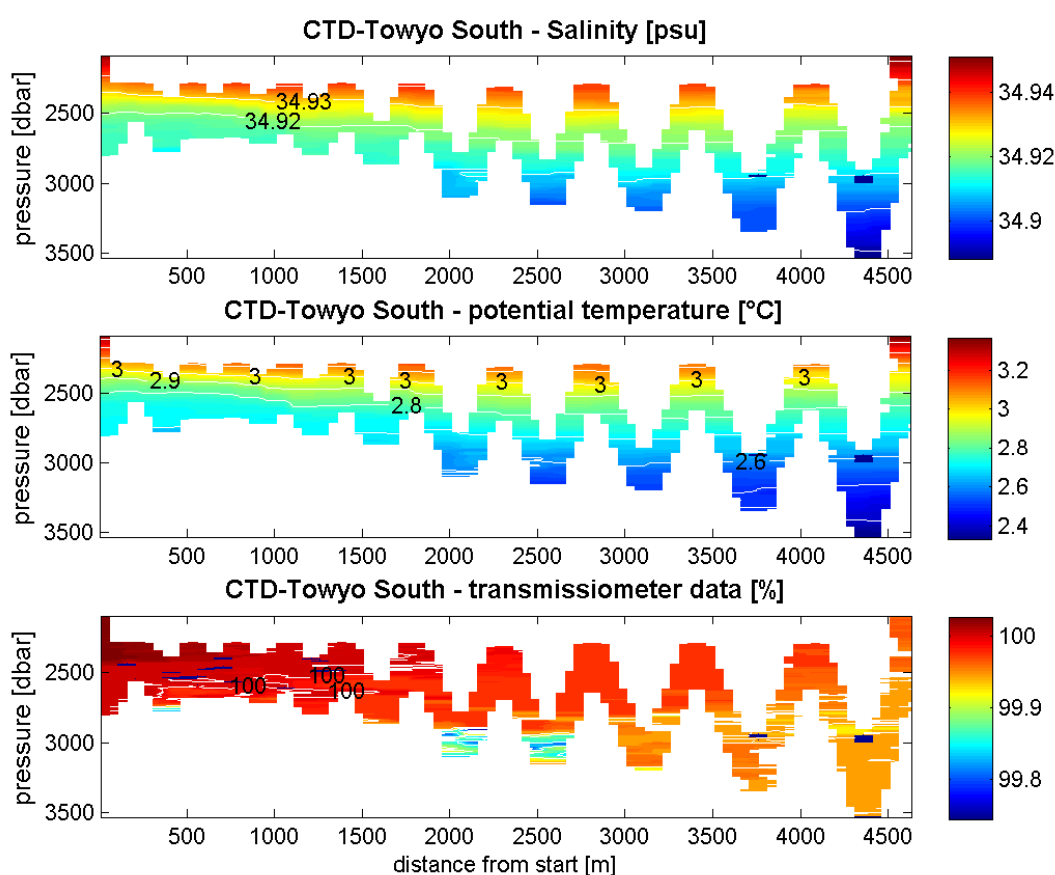 CTD-Towyo South - Salinity [psu]
pressure [dbar]
2500
3000
3500
34.93
34.92
500 1000 1500 2000 2500 3000 3500 4000 4500
34.94
34.92
34.9
CTD-Towyo South - potential temperature [°C]
pressure [dbar]
2500
3000
3500
3 2.9 3 3 3 3 3 3 3
2.8
2.6
500 1000 1500 2000 2500 3000 3500 4000 4500
3.2
3
2.8
2.6
2.4
CTD-Towyo South - transmissiometer data [%]
pressure [dbar]
2500
3000
3500
100
100
100
500 1000 1500 2000 2500 3000 3500 4000 4500
distance from start [m]
100
99.9
99.8